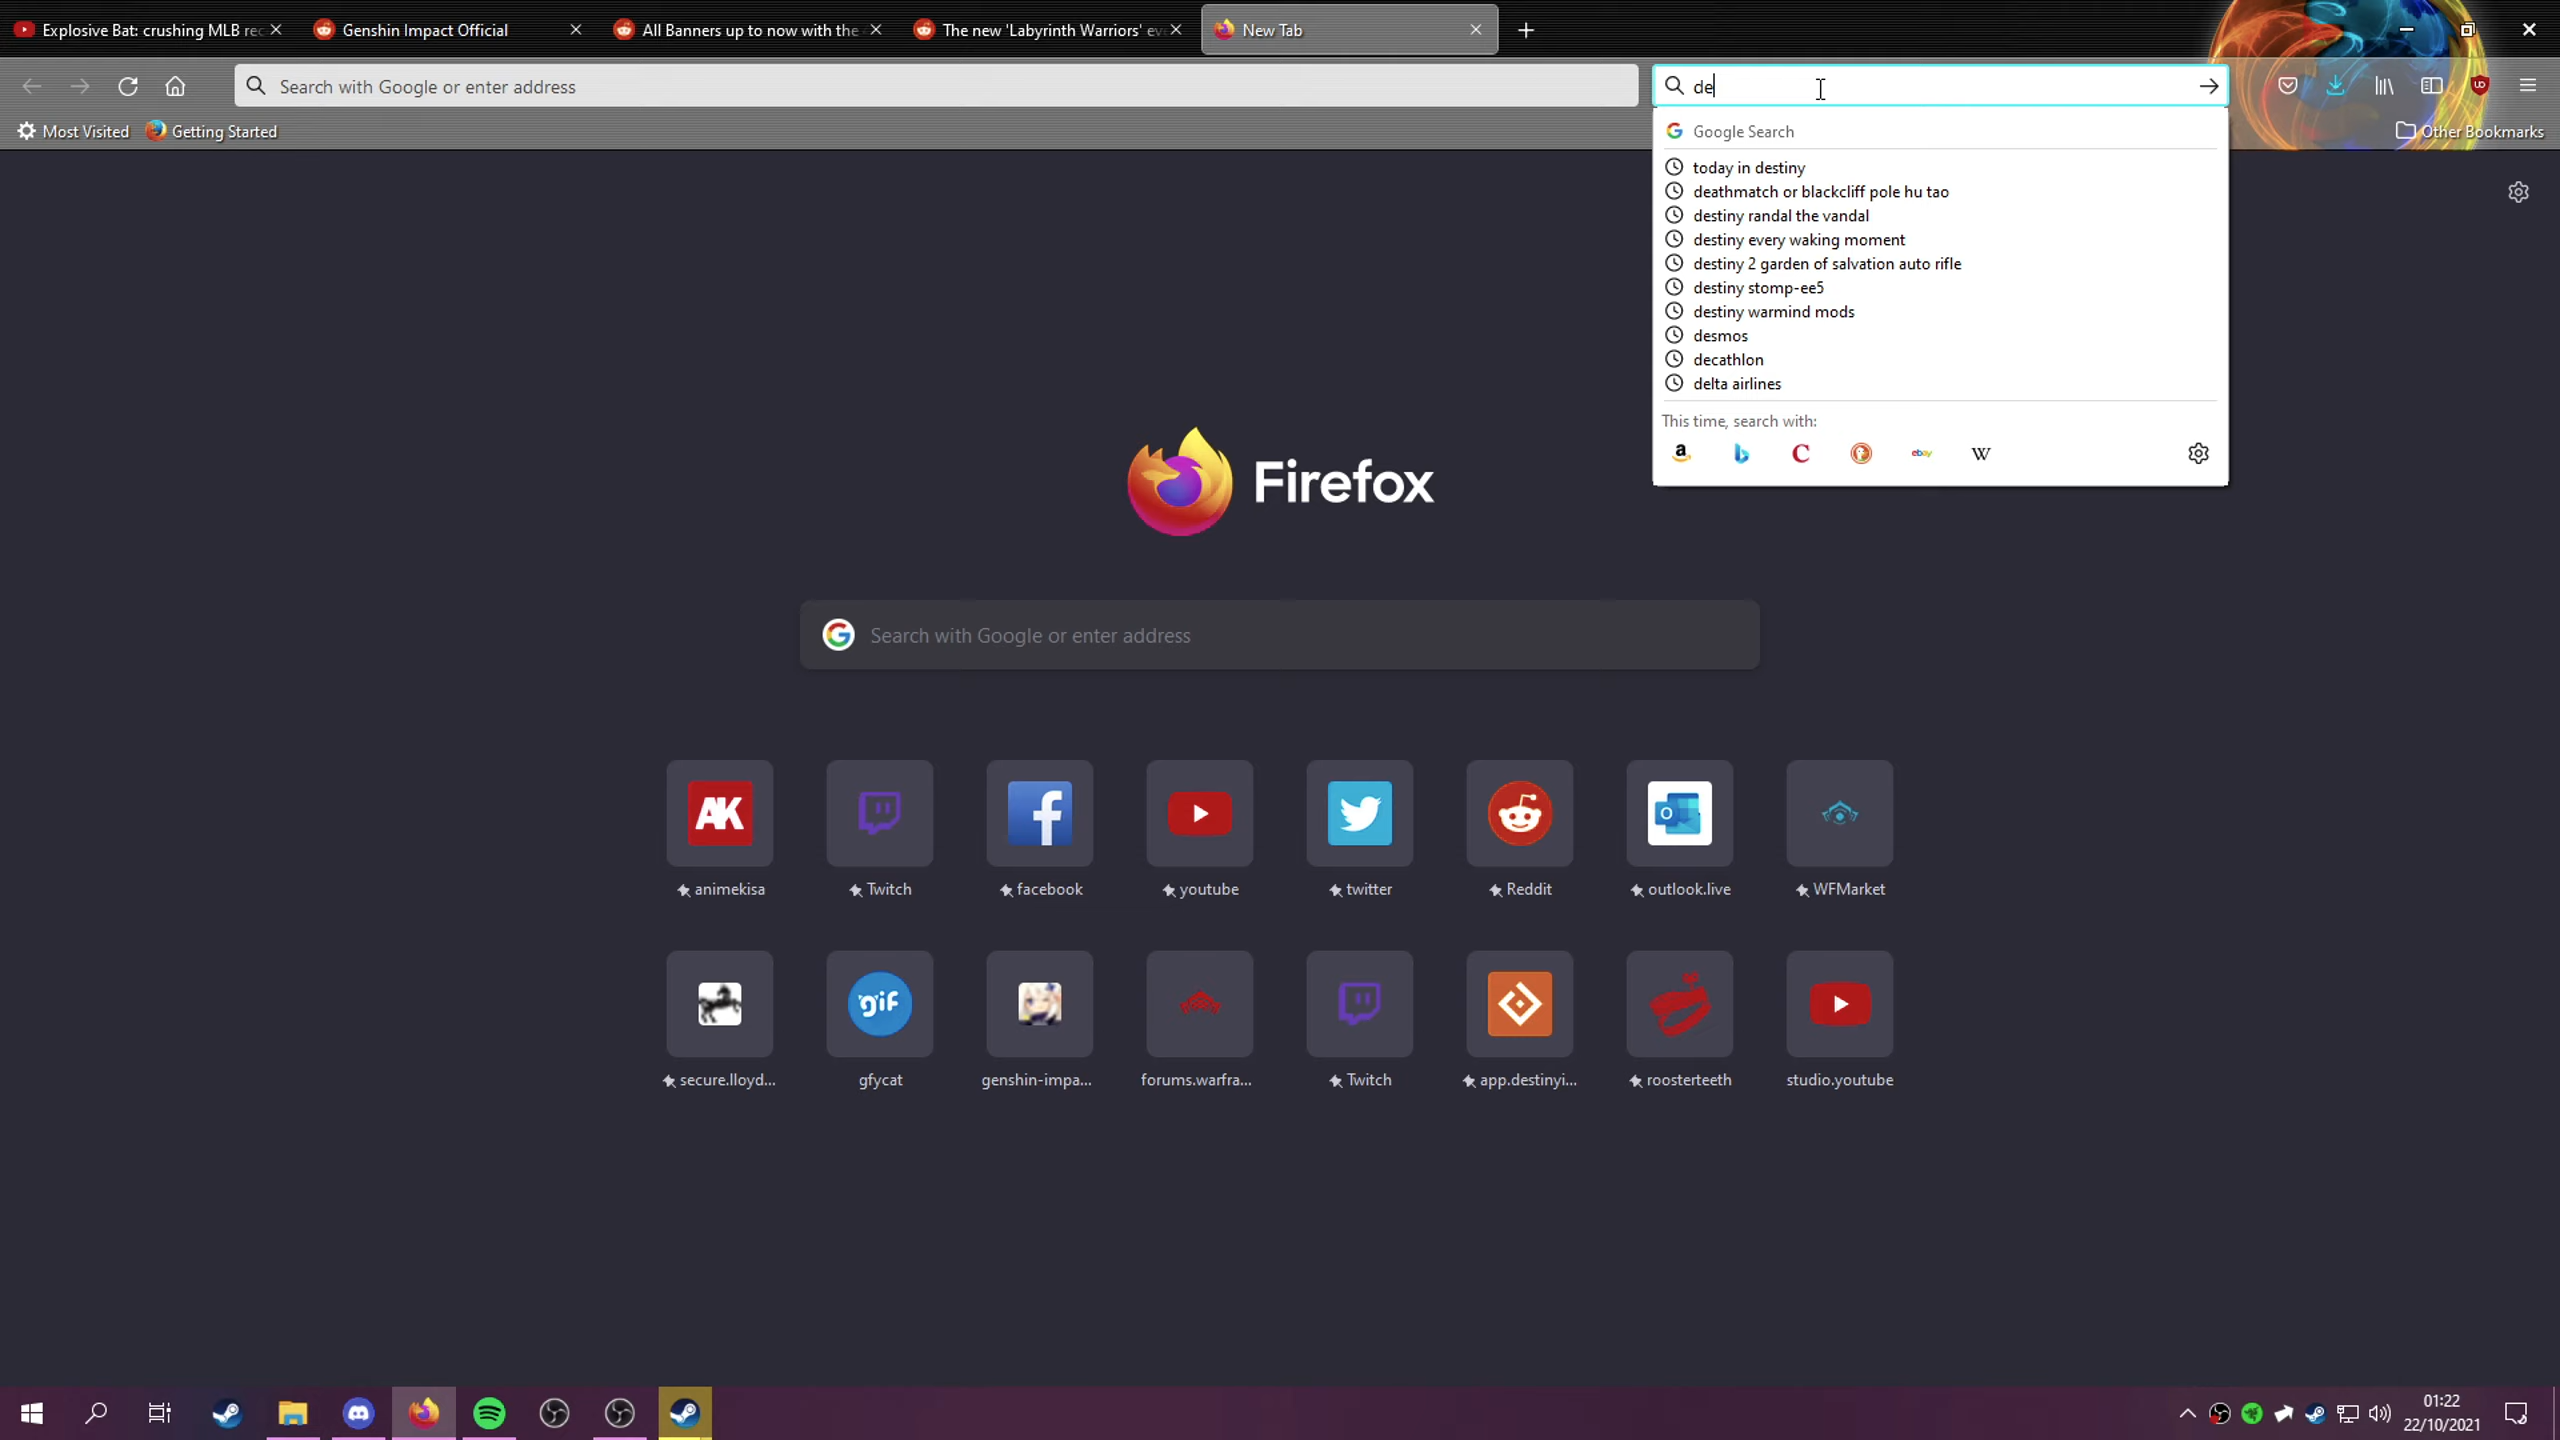 Explosive Bat: crushing MLB rec
Genshin Impact Official
All Banners up to now with the
The new 'Labyrinth Warriors' ev
New Tab
Search with Google or enter address
de
Most Visited
Getting Started
Other Bookmarks
Google Search
today in destiny
deathmatch or blackcliff pole hu tao
destiny randal the vandal
destiny every waking moment
destiny 2 garden of salvation auto rifle
destiny stomp-ee5
destiny warmind mods
desmos
decathlon
delta airlines
This time, search with:
a
b
C
ebay
W
Firefox
Search with Google or enter address
AK
animekisa
Twitch
facebook
youtube
twitter
Reddit
outlook.live
WFMarket
gif
secure.lloyd...
gfycat
genshin-impa...
forums.warfra...
Twitch
app.destinyi...
roosterteeth
studio.youtube
01:22
22/10/2021